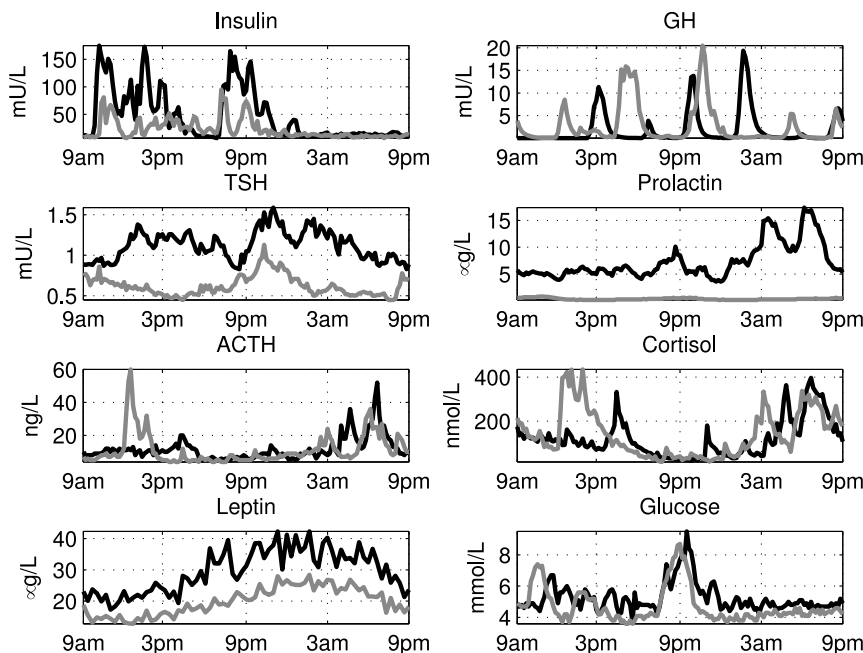 Insulin
mU/L
150
100
50
9am 3pm 9pm 3am 9pm
GH
mU/L
20
15
10
5
9am 3pm 9pm 3am 9pm
TSH
mU/L
1.5
1
0.5
9am 3pm 9pm 3am 9pm
Prolactin
∝g/L
15
10
5
9am 3pm 9pm 3am 9pm
ACTH
ng/L
60
40
20
9am 3pm 9pm 3am 9pm
Cortisol
nmol/L
400
200
9am 3pm 9pm 3am 9pm
Leptin
∝g/L
40
30
20
9am 3pm 9pm 3am 9pm
Glucose
mmol/L
8
6
4
9am 3pm 9pm 3am 9pm